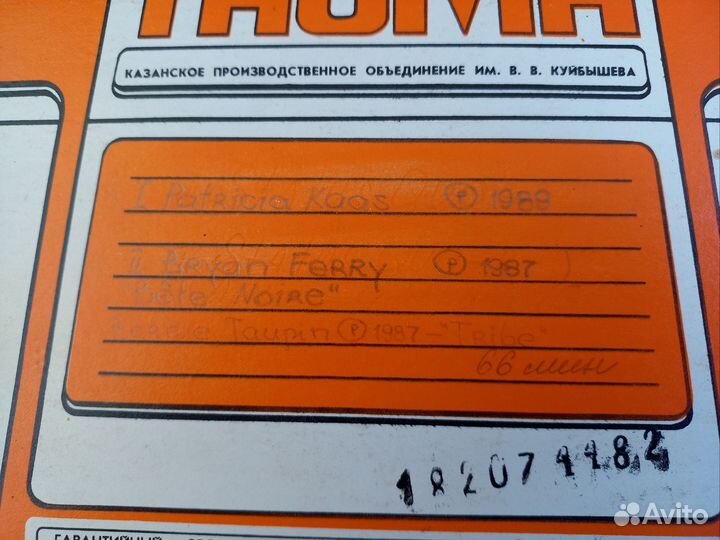 ТАСМА
КАЗАНСКОЕ ПРОИЗВОДСТВЕННОЕ ОБЪЕДИНЕНИЕ ИМ. В. В. КУЙБЫШЕВА
I Patricia Kaas Ⓟ 1988
II Bryan Ferry Ⓟ 1987
"Bête Noire"
Bernie Taupin Ⓟ 1987 - "Tribe"
66 мин
18207 1182
ГАРАНТИЙНЫЙ
Avito